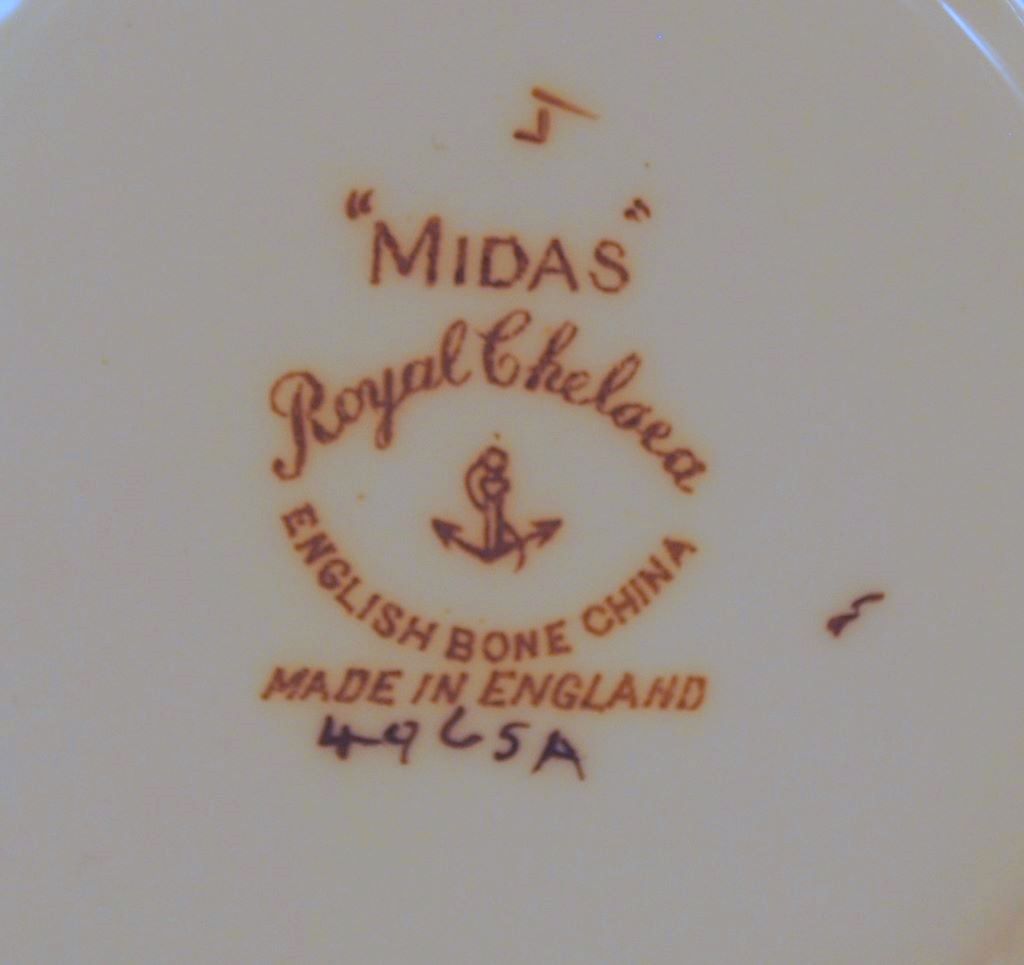 "MIDAS"
Royal Chelsea
ENGLISH BONE CHINA
MADE IN ENGLAND
4965A